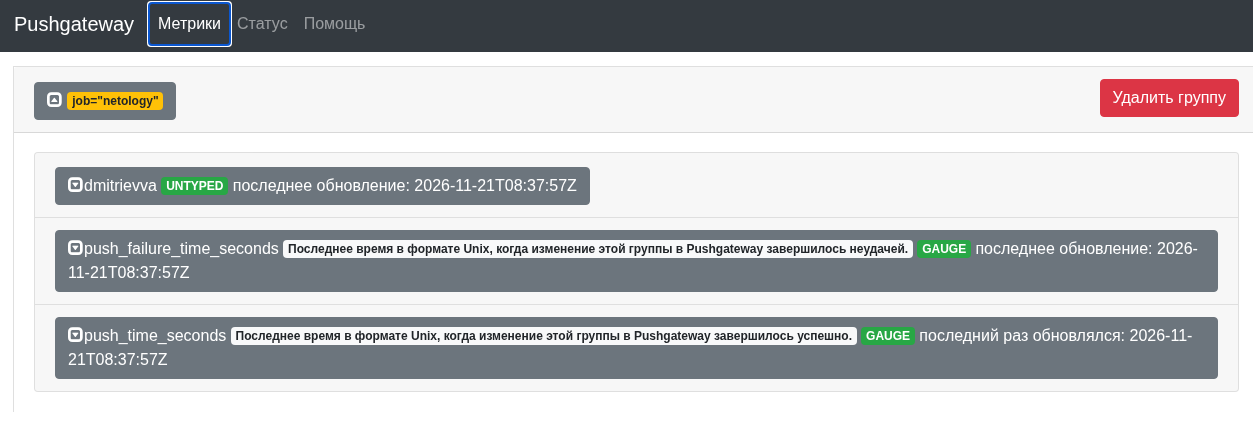 Pushgateway Метрики Статус Помощь
job="netology" Удалить группу
dmitrievva UNTYPED последнее обновление: 2026-11-21T08:37:57Z
push_failure_time_seconds Последнее время в формате Unix, когда изменение этой группы в Pushgateway завершилось неудачей. GAUGE последнее обновление: 2026-
11-21T08:37:57Z
push_time_seconds Последнее время в формате Unix, когда изменение этой группы в Pushgateway завершилось успешно. GAUGE последний раз обновлялся: 2026-11-
21T08:37:57Z